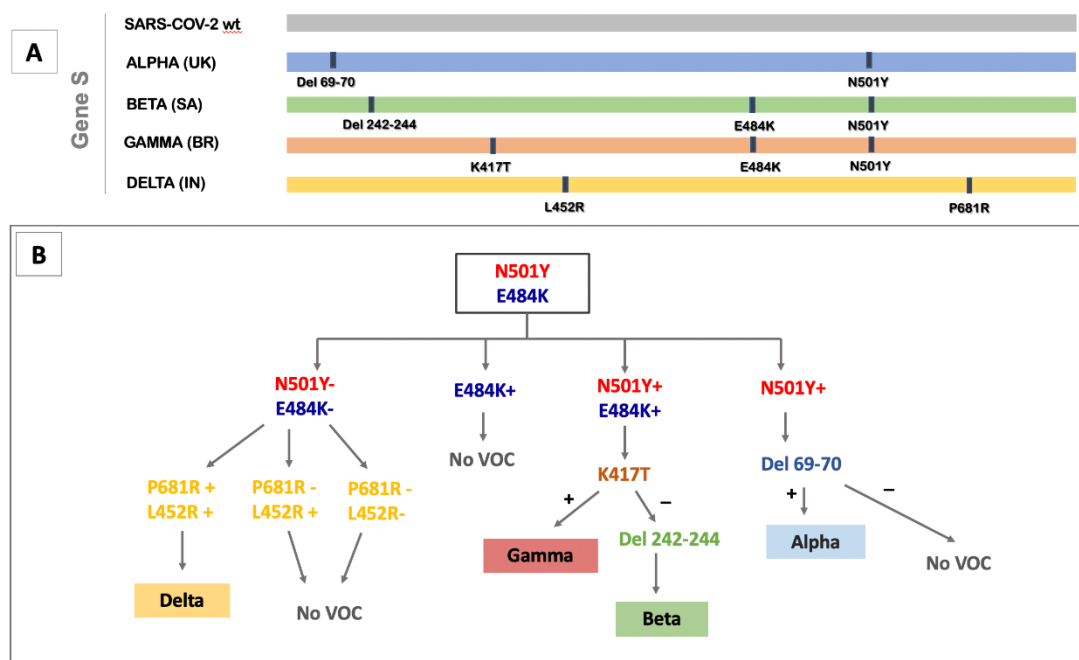 A
Gene S
SARS-COV-2 wt
ALPHA (UK)
Del 69-70
N501Y
BETA (SA)
Del 242-244
E484K
N501Y
GAMMA (BR)
K417T
E484K
N501Y
DELTA (IN)
L452R
P681R
B
N501Y
E484K
N501Y-
E484K-
E484K+
N501Y+
E484K+
N501Y+
No VOC
K417T
Del 69-70
P681R +
L452R +
P681R -
L452R +
P681R -
L452R-
+
–
+
–
Gamma
Del 242-244
Alpha
No VOC
Delta
No VOC
Beta